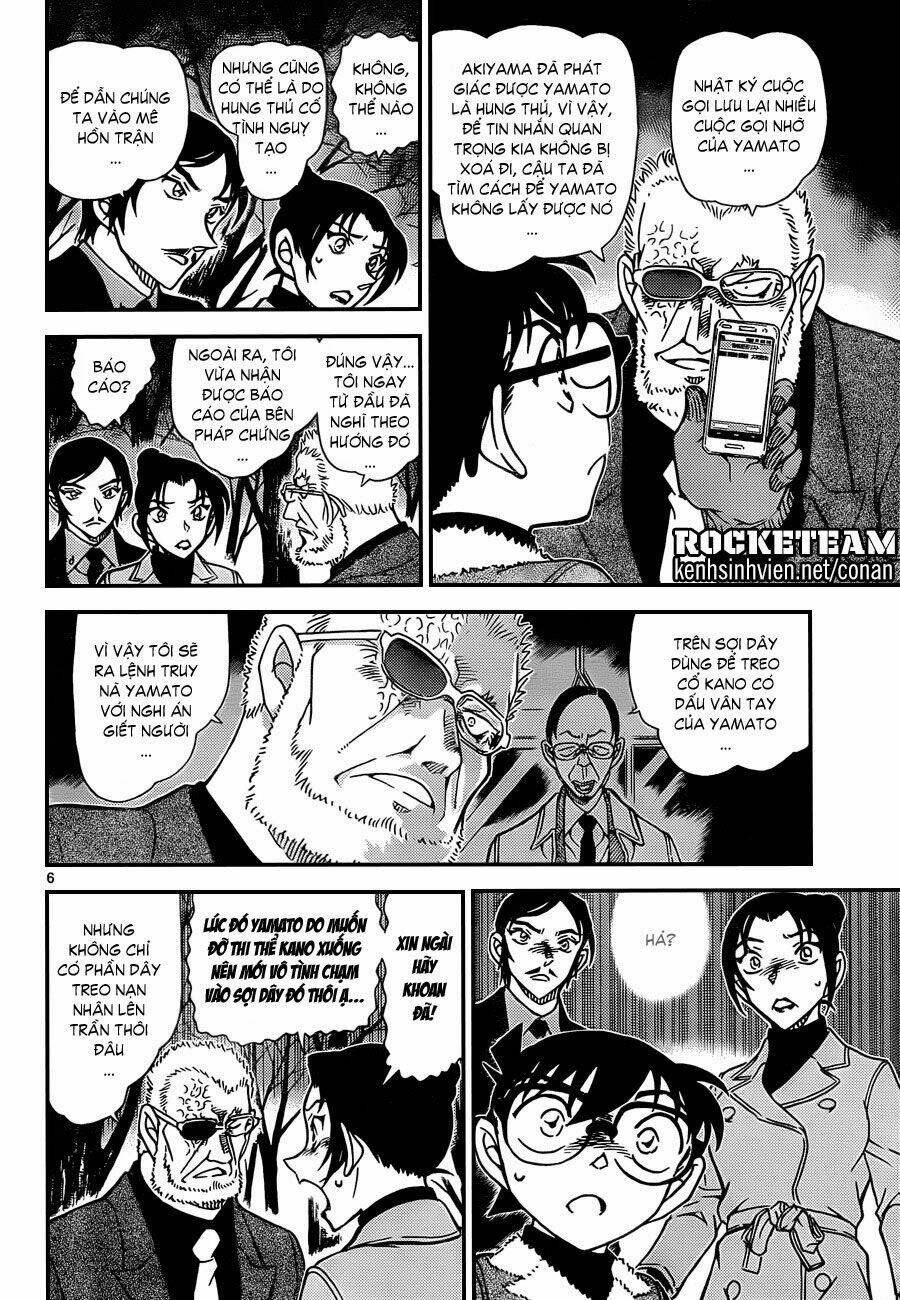 NHẬT KÝ CUỘC
GỌI LƯU LẠI NHIỀU
CUỘC GỌI NHỠ
CỦA YAMATO
...
AKIYAMA ĐÃ PHÁT
GIÁC ĐƯỢC YAMATO
LÀ HUNG THỦ, VÌ VẬY,
ĐỂ TIN NHẮN QUAN
TRỌNG KIA KHÔNG BỊ
XOÁ ĐI, CẬU TA ĐÃ
TÌM CÁCH ĐỂ YAMATO
KHÔNG LẤY ĐƯỢC NÓ
...
KHÔNG,
KHÔNG
THỂ NÀO
...
NHƯNG CŨNG
CÓ THỂ LÀ DO
HUNG THỦ CỐ
TÌNH NGỤY
TẠO
ĐỂ DẪN CHÚNG
TA VÀO MÊ
HỒN TRẬN
...
ĐÚNG VẬY...
TÔI NGAY
TỪ ĐẦU ĐÃ
NGHĨ THEO
HƯỚNG ĐÓ
NGOÀI RA, TÔI
VỪA NHẬN
ĐƯỢC BÁO
CÁO CỦA BÊN
PHÁP CHỨNG
...
BÁO
CÁO?
ROCKETEAM
kenhsinhvien.net/conan
TRÊN SỢI DÂY
DÙNG ĐỂ TREO
CỔ KANO CÓ
DẤU VÂN TAY
CỦA YAMATO
...
VÌ VẬY TÔI SẼ
RA LỆNH TRUY
NÃ YAMATO
VỚI NGHI ÁN
GIẾT NGƯỜI
...
6
HẢ?
XIN NGÀI
HÃY
KHOAN
ĐÃ!
LÚC ĐÓ YAMATO DO MUỐN
ĐỠ THI THỂ KANO XUỐNG
NÊN MỚI VÔ TÌNH CHẠM
VÀO SỢI DÂY ĐÓ THÔI Ạ...
NHƯNG
KHÔNG CHỈ
CÓ PHẦN DÂY
TREO NẠN
NHÂN LÊN
TRẦN THÔI
ĐÂU
...